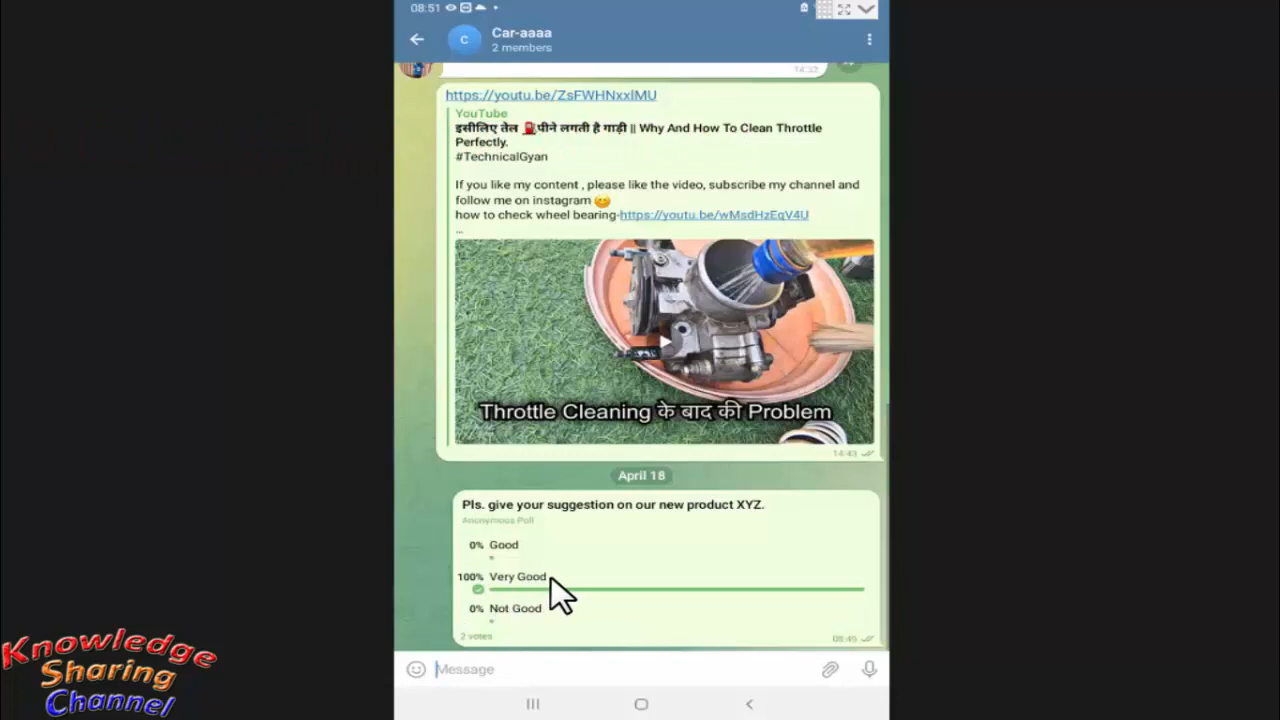 08:51
Car-aaaa
C
2 members
14:32
https://youtu.be/ZsFWHNxxlMU
YouTube
इसीलिए तेल ⛽पीने लगती है गाड़ी || Why And How To Clean Throttle
Perfectly.
#TechnicalGyan
If you like my content , please like the video, subscribe my channel and
follow me on instagram 😊
how to check wheel bearing-https://youtu.be/wMsdHzEqV4U
...
Throttle Cleaning के बाद की Problem
14:43
April 18
Pls. give your suggestion on our new product XYZ.
Anonymous Poll
0% Good
100% Very Good
0% Not Good
2 votes
08:46
Message
Knowledge
Sharing
Channel